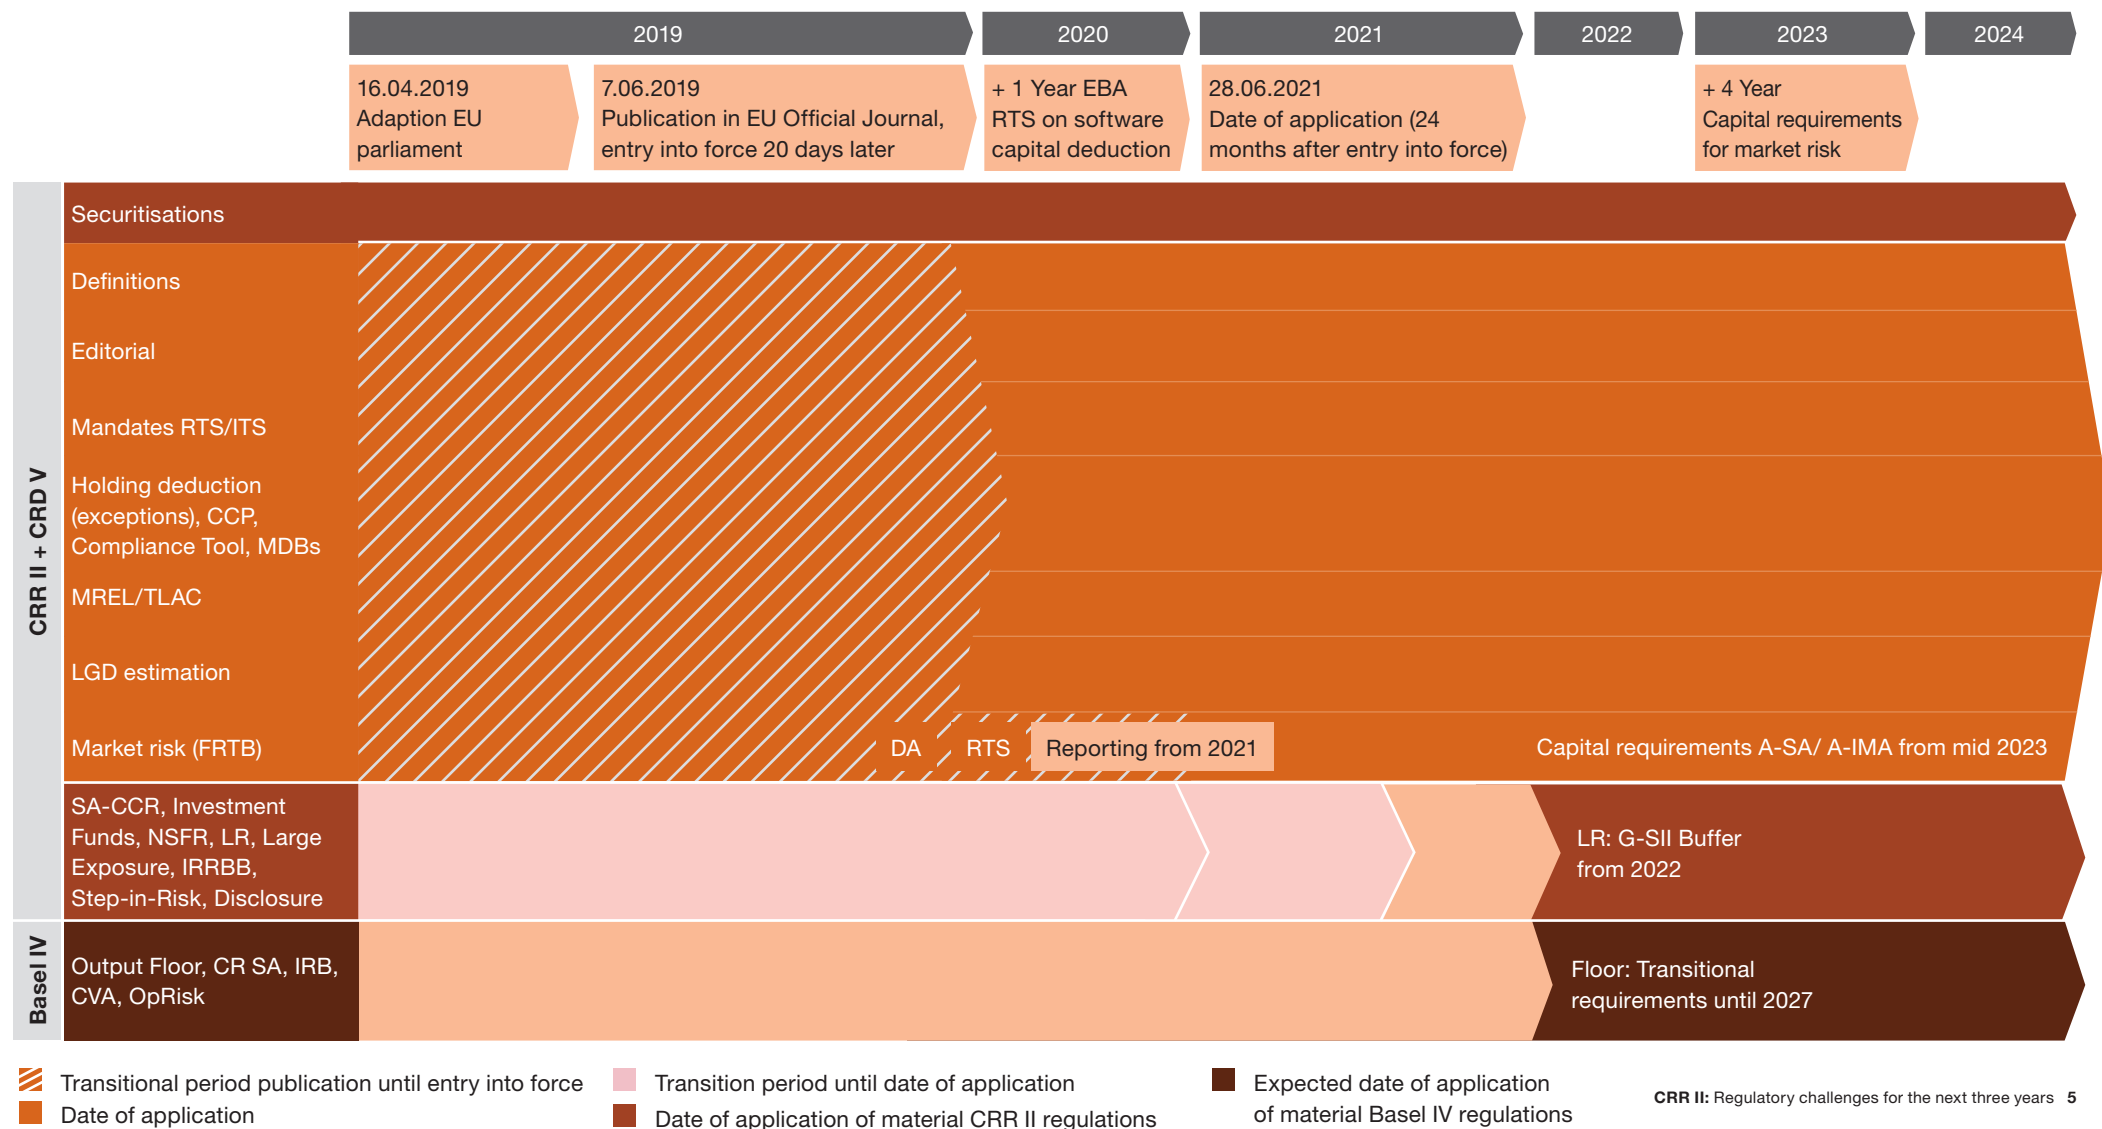 2019
2020
2021
2022
2023
2024
16.04.2019
Adaption EU
parliament
7.06.2019
Publication in EU Official Journal,
entry into force 20 days later
+ 1 Year EBA
RTS on software
capital deduction
28.06.2021
Date of application (24
months after entry into force)
+ 4 Year
Capital requirements
for market risk
CRR II + CRD V
Securitisations
Definitions
Editorial
Mandates RTS/ITS
Holding deduction
(exceptions), CCP,
Compliance Tool, MDBs
MREL/TLAC
LGD estimation
Market risk (FRTB)
DA
RTS
Reporting from 2021
Capital requirements A-SA/ A-IMA from mid 2023
SA-CCR, Investment
Funds, NSFR, LR, Large
Exposure, IRRBB,
Step-in-Risk, Disclosure
LR: G-SII Buffer
from 2022
Basel IV
Output Floor, CR SA, IRB,
CVA, OpRisk
Floor: Transitional
requirements until 2027
Transitional period publication until entry into force
Date of application
Transition period until date of application
Date of application of material CRR II regulations
Expected date of application
of material Basel IV regulations
CRR II: Regulatory challenges for the next three years 5